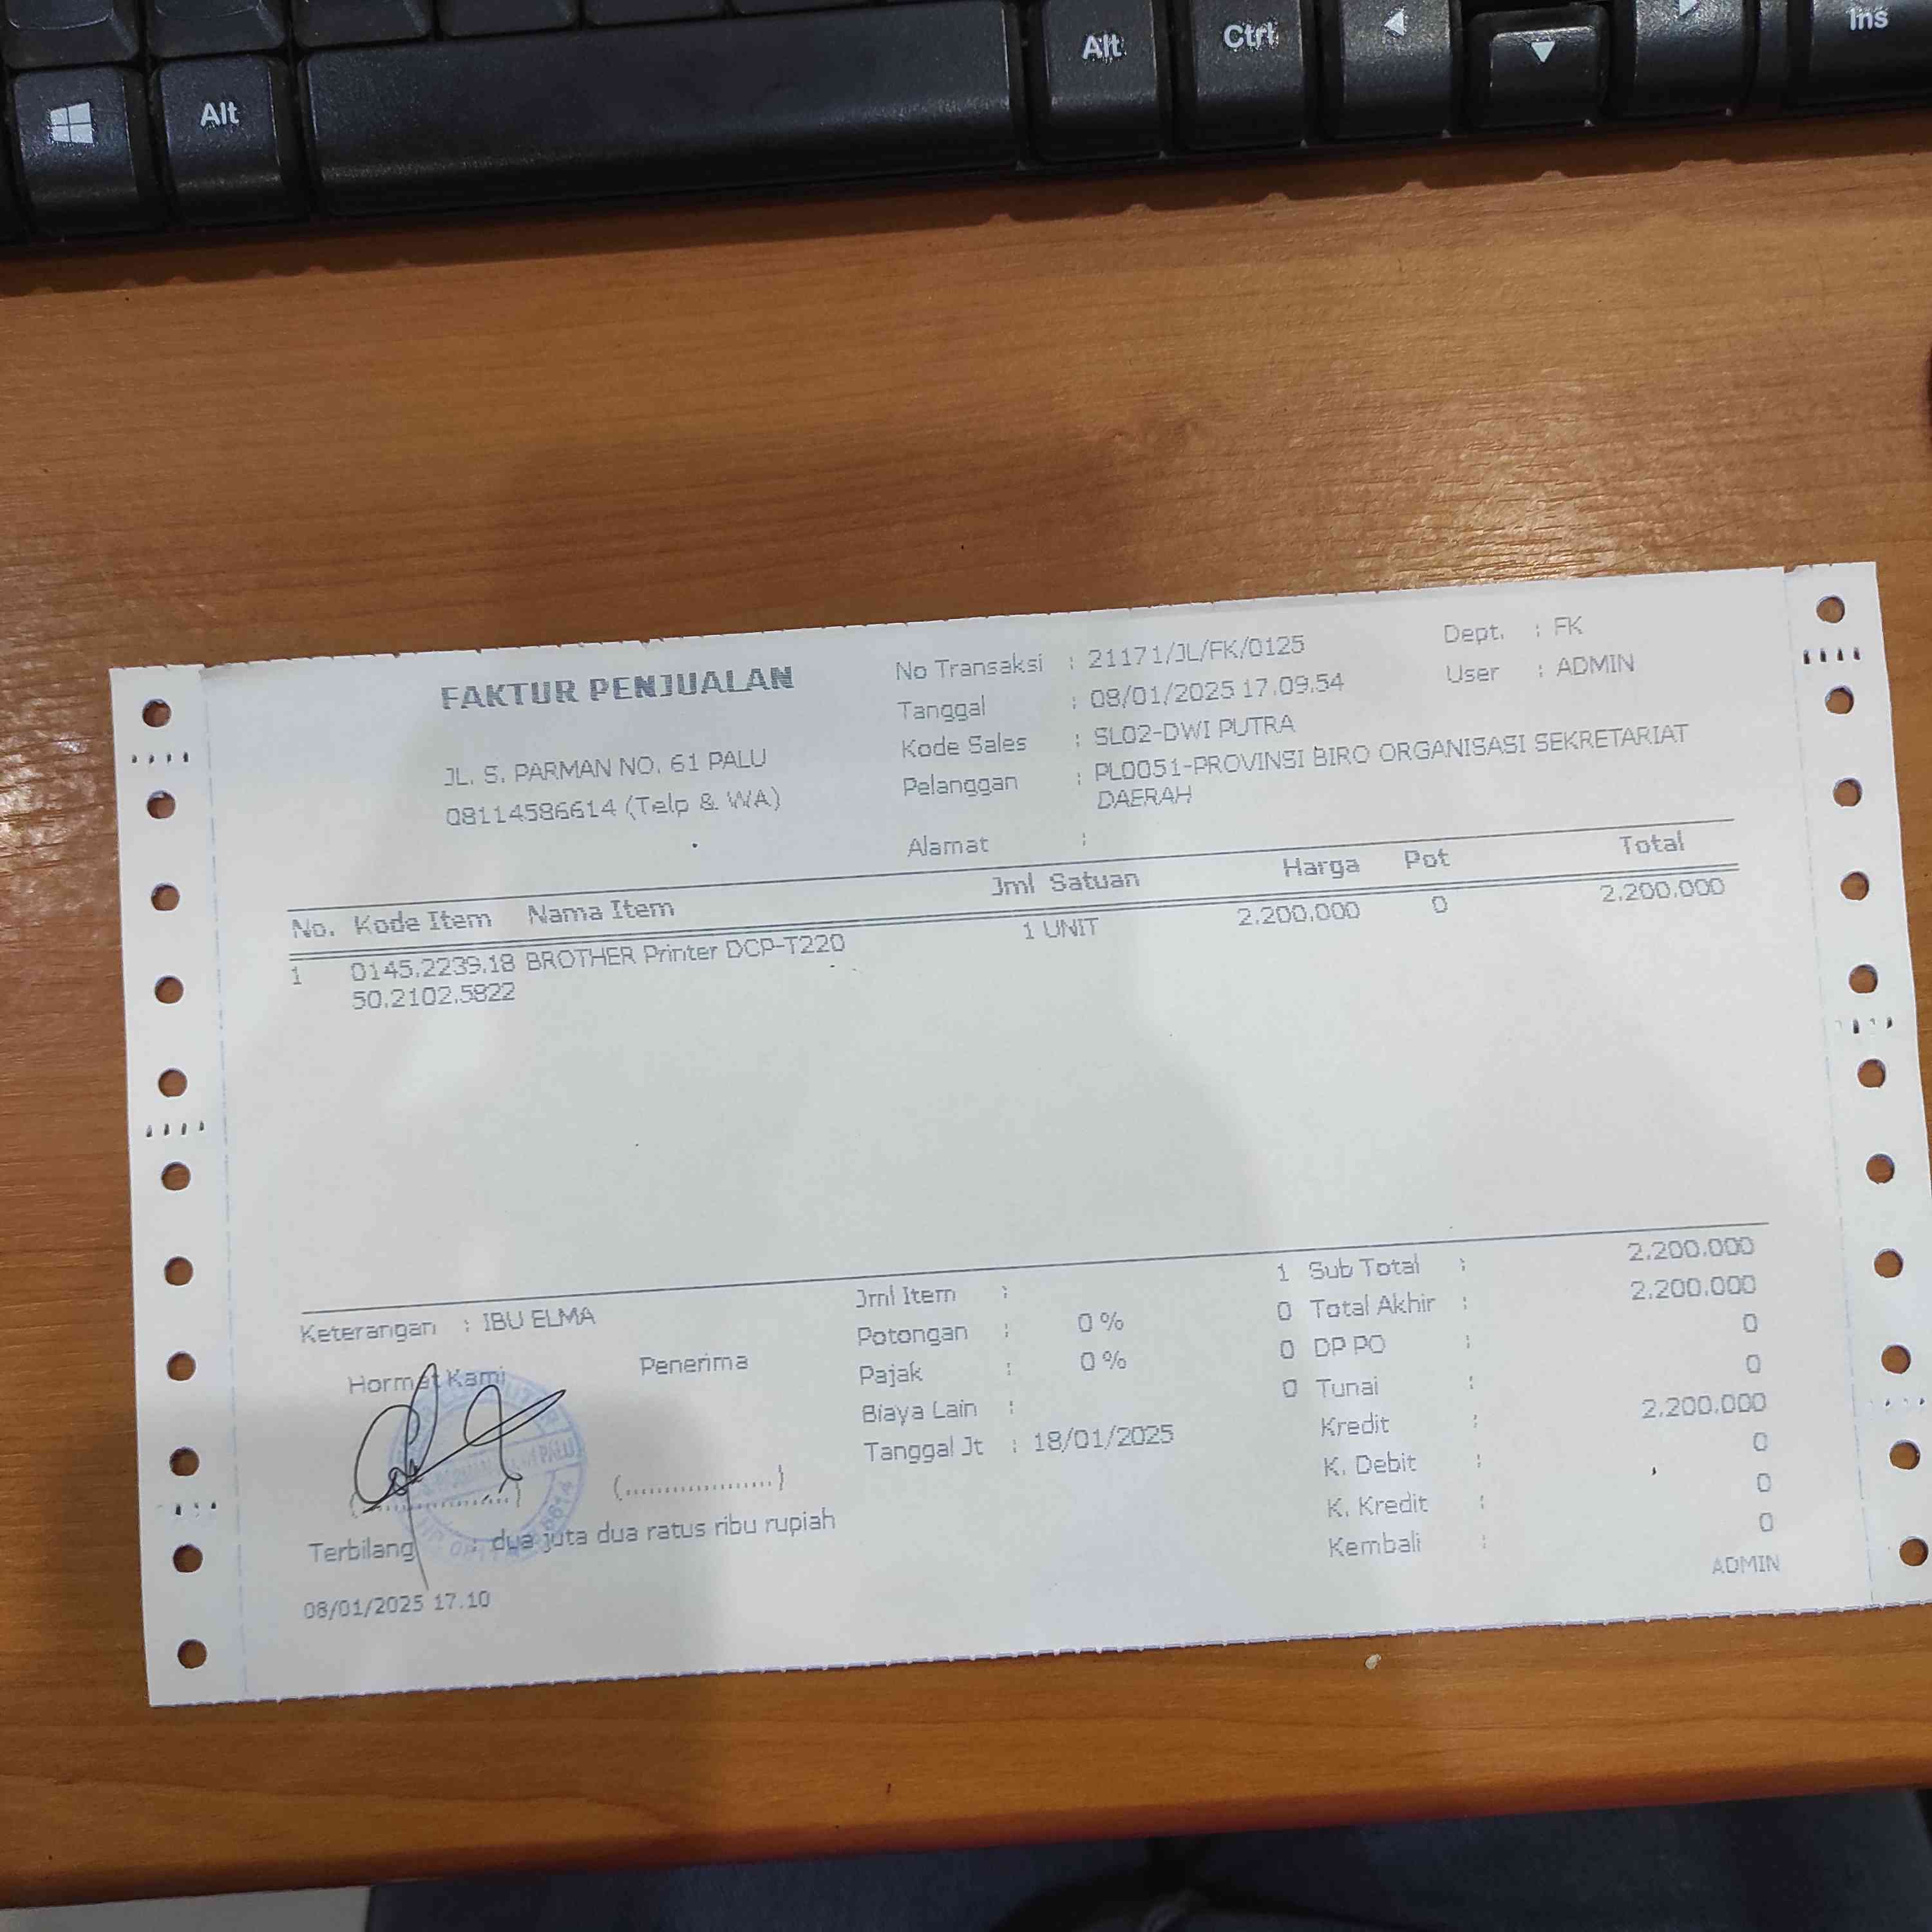 Alt
Alt
Ctrl
Ins
FAKTUR PENJUALAN
JL. S. PARMAN NO. 61 PALU
08114586614 (Telp & WA)
No Transaksi : 21171/JL/FK/0125
Tanggal : 08/01/2025 17.09.54
Kode Sales : SL02-DWI PUTRA
Pelanggan : PL0051-PROVINSI BIRO ORGANISASI SEKRETARIAT
DAERAH
Alamat :
Dept. : FK
User : ADMIN
No. Kode Item Nama Item Jml Satuan Harga Pot Total
1 0145.2239.18 BROTHER Printer DCP-T220 1 UNIT 2.200.000 0 2.200.000
50.2102.5822
Keterangan : IBU ELMA
Hormat Kami
Penerima
(....................)
(....................)
Jml Item : 1
Potongan : 0 % 0
Pajak : 0 % 0
Biaya Lain : 0
Tanggal Jt : 18/01/2025
Sub Total : 2.200.000
Total Akhir : 2.200.000
DP PO : 0
Tunai : 0
Kredit : 2.200.000
K. Debit : 0
K. Kredit : 0
Kembali : 0
Terbilang : dua juta dua ratus ribu rupiah
08/01/2025 17.10
ADMIN
PALU